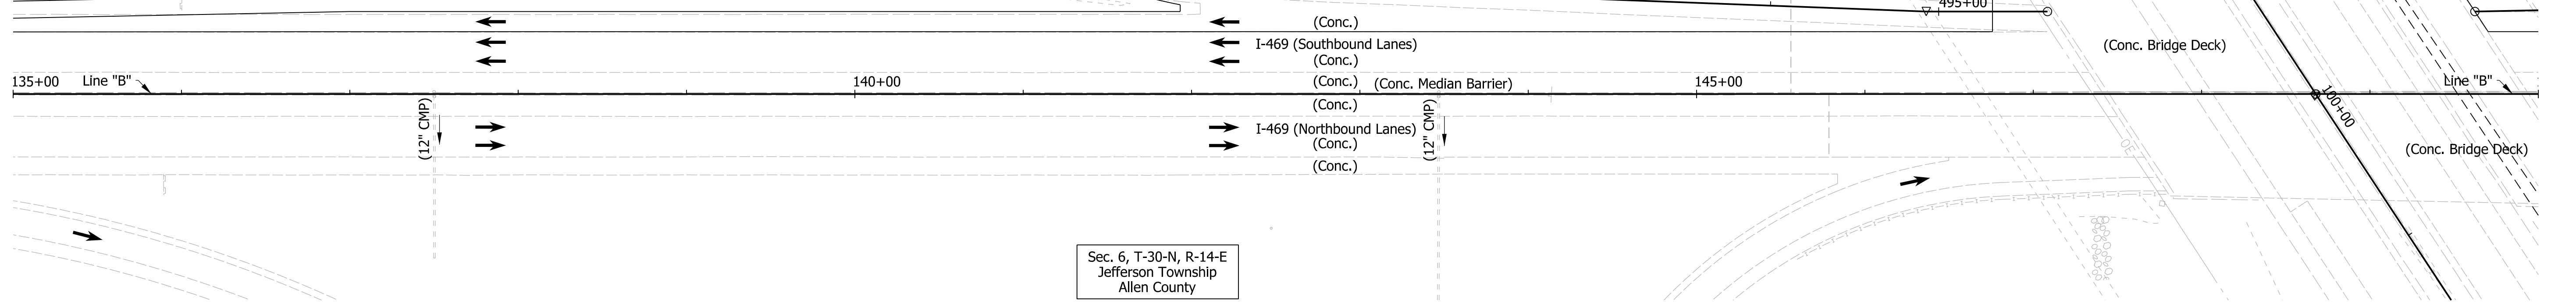 495+00
(Conc.)
I-469 (Southbound Lanes)
(Conc.)
(Conc. Bridge Deck)
135+00
Line "B"
140+00
(Conc.)
(Conc. Median Barrier)
145+00
Line "B"
(Conc.)
100+00
(12" CMP)
I-469 (Northbound Lanes)
(12" CMP)
(Conc.)
OE
(Conc. Bridge Deck)
(Conc.)
Sec. 6, T-30-N, R-14-E
Jefferson Township
Allen County